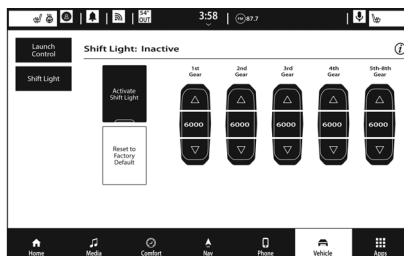 54°
OUT
3:58
FM 87.7
Launch
Control
Shift Light
Shift Light: Inactive
i
Activate
Shift Light
Reset to
Factory
Default
1st
Gear
2nd
Gear
3rd
Gear
4th
Gear
5th-8th
Gear
6000
6000
6000
6000
6000
Home
Media
Comfort
Nav
Phone
Vehicle
Apps